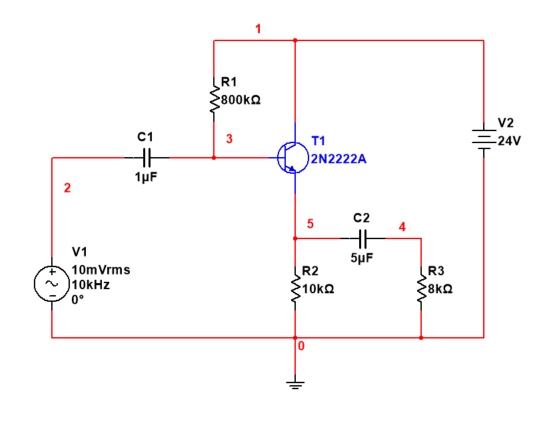 1
R1
800kΩ
C1
1µF
3
T1
2N2222A
V2
24V
2
5
C2
5µF
4
V1
10mVrms
10kHz
0°
R2
10kΩ
R3
8kΩ
0